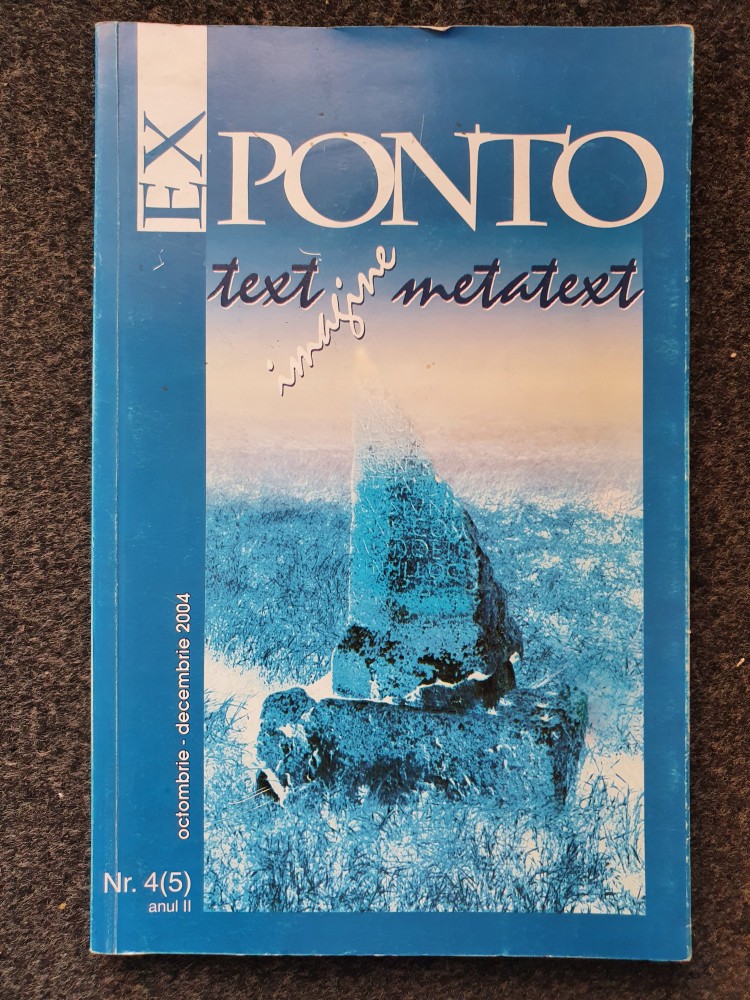 EX PONTO
text imagine metatext
octombrie - decembrie 2004
Nr. 4(5)
anul II